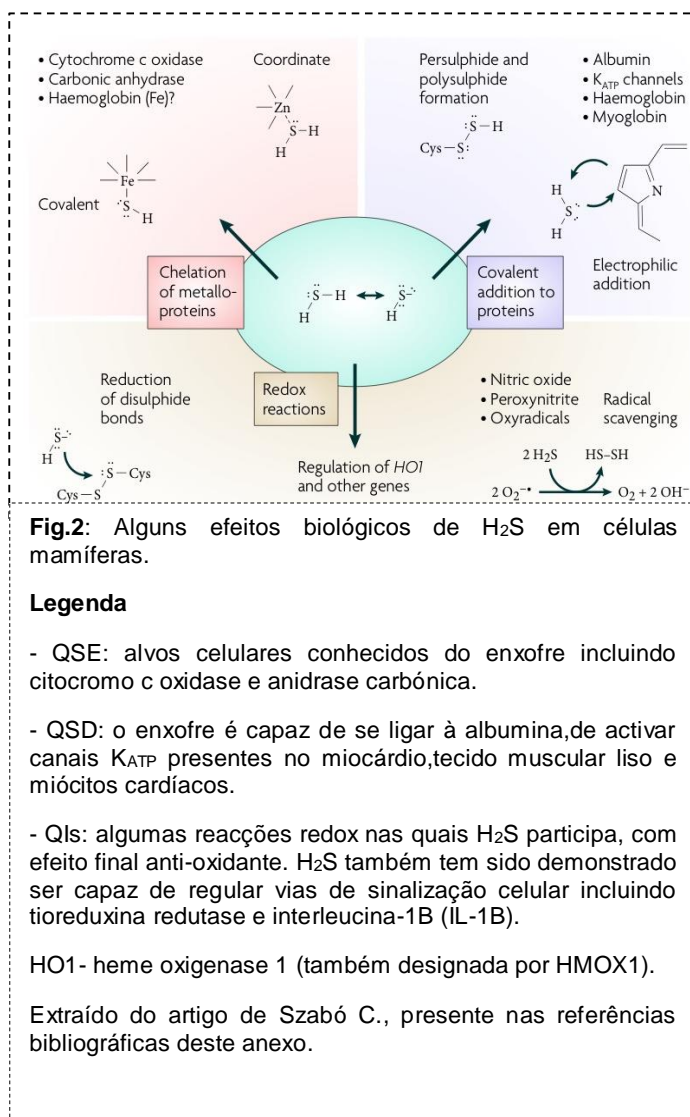 • Cytochrome c oxidase
• Carbonic anhydrase
• Haemoglobin (Fe)?
Coordinate
Zn
S–H
H
Fe
S
H
Covalent
Chelation
of metallo-
proteins
Persulphide and
polysulphide
formation
S–H
Cys–S:
• Albumin
• KATP channels
• Haemoglobin
• Myoglobin
H
S:
H
N
Electrophilic
addition
Covalent
addition to
proteins
:S–H
H
S
H
Reduction
of disulphide
bonds
S
H
:S–Cys
Cys–S
Redox
reactions
Regulation of HO1
and other genes
• Nitric oxide
• Peroxynitrite
• Oxyradicals
Radical
scavenging
2 H2S
HS–SH
2 O2–•
O2 + 2 OH–
Fig.2: Alguns efeitos biológicos de H2S em células
mamíferas.
Legenda
- QSE: alvos celulares conhecidos do enxofre incluindo
citocromo c oxidase e anidrase carbónica.
- QSD: o enxofre é capaz de se ligar à albumina,de activar
canais KATP presentes no miocárdio,tecido muscular liso e
miócitos cardíacos.
- QIs: algumas reacções redox nas quais H2S participa, com
efeito final anti-oxidante. H2S também tem sido demonstrado
ser capaz de regular vias de sinalização celular incluindo
tioreduxina redutase e interleucina-1B (IL-1B).
HO1- heme oxigenase 1 (também designada por HMOX1).
Extraído do artigo de Szabó C., presente nas referências
bibliográficas deste anexo.